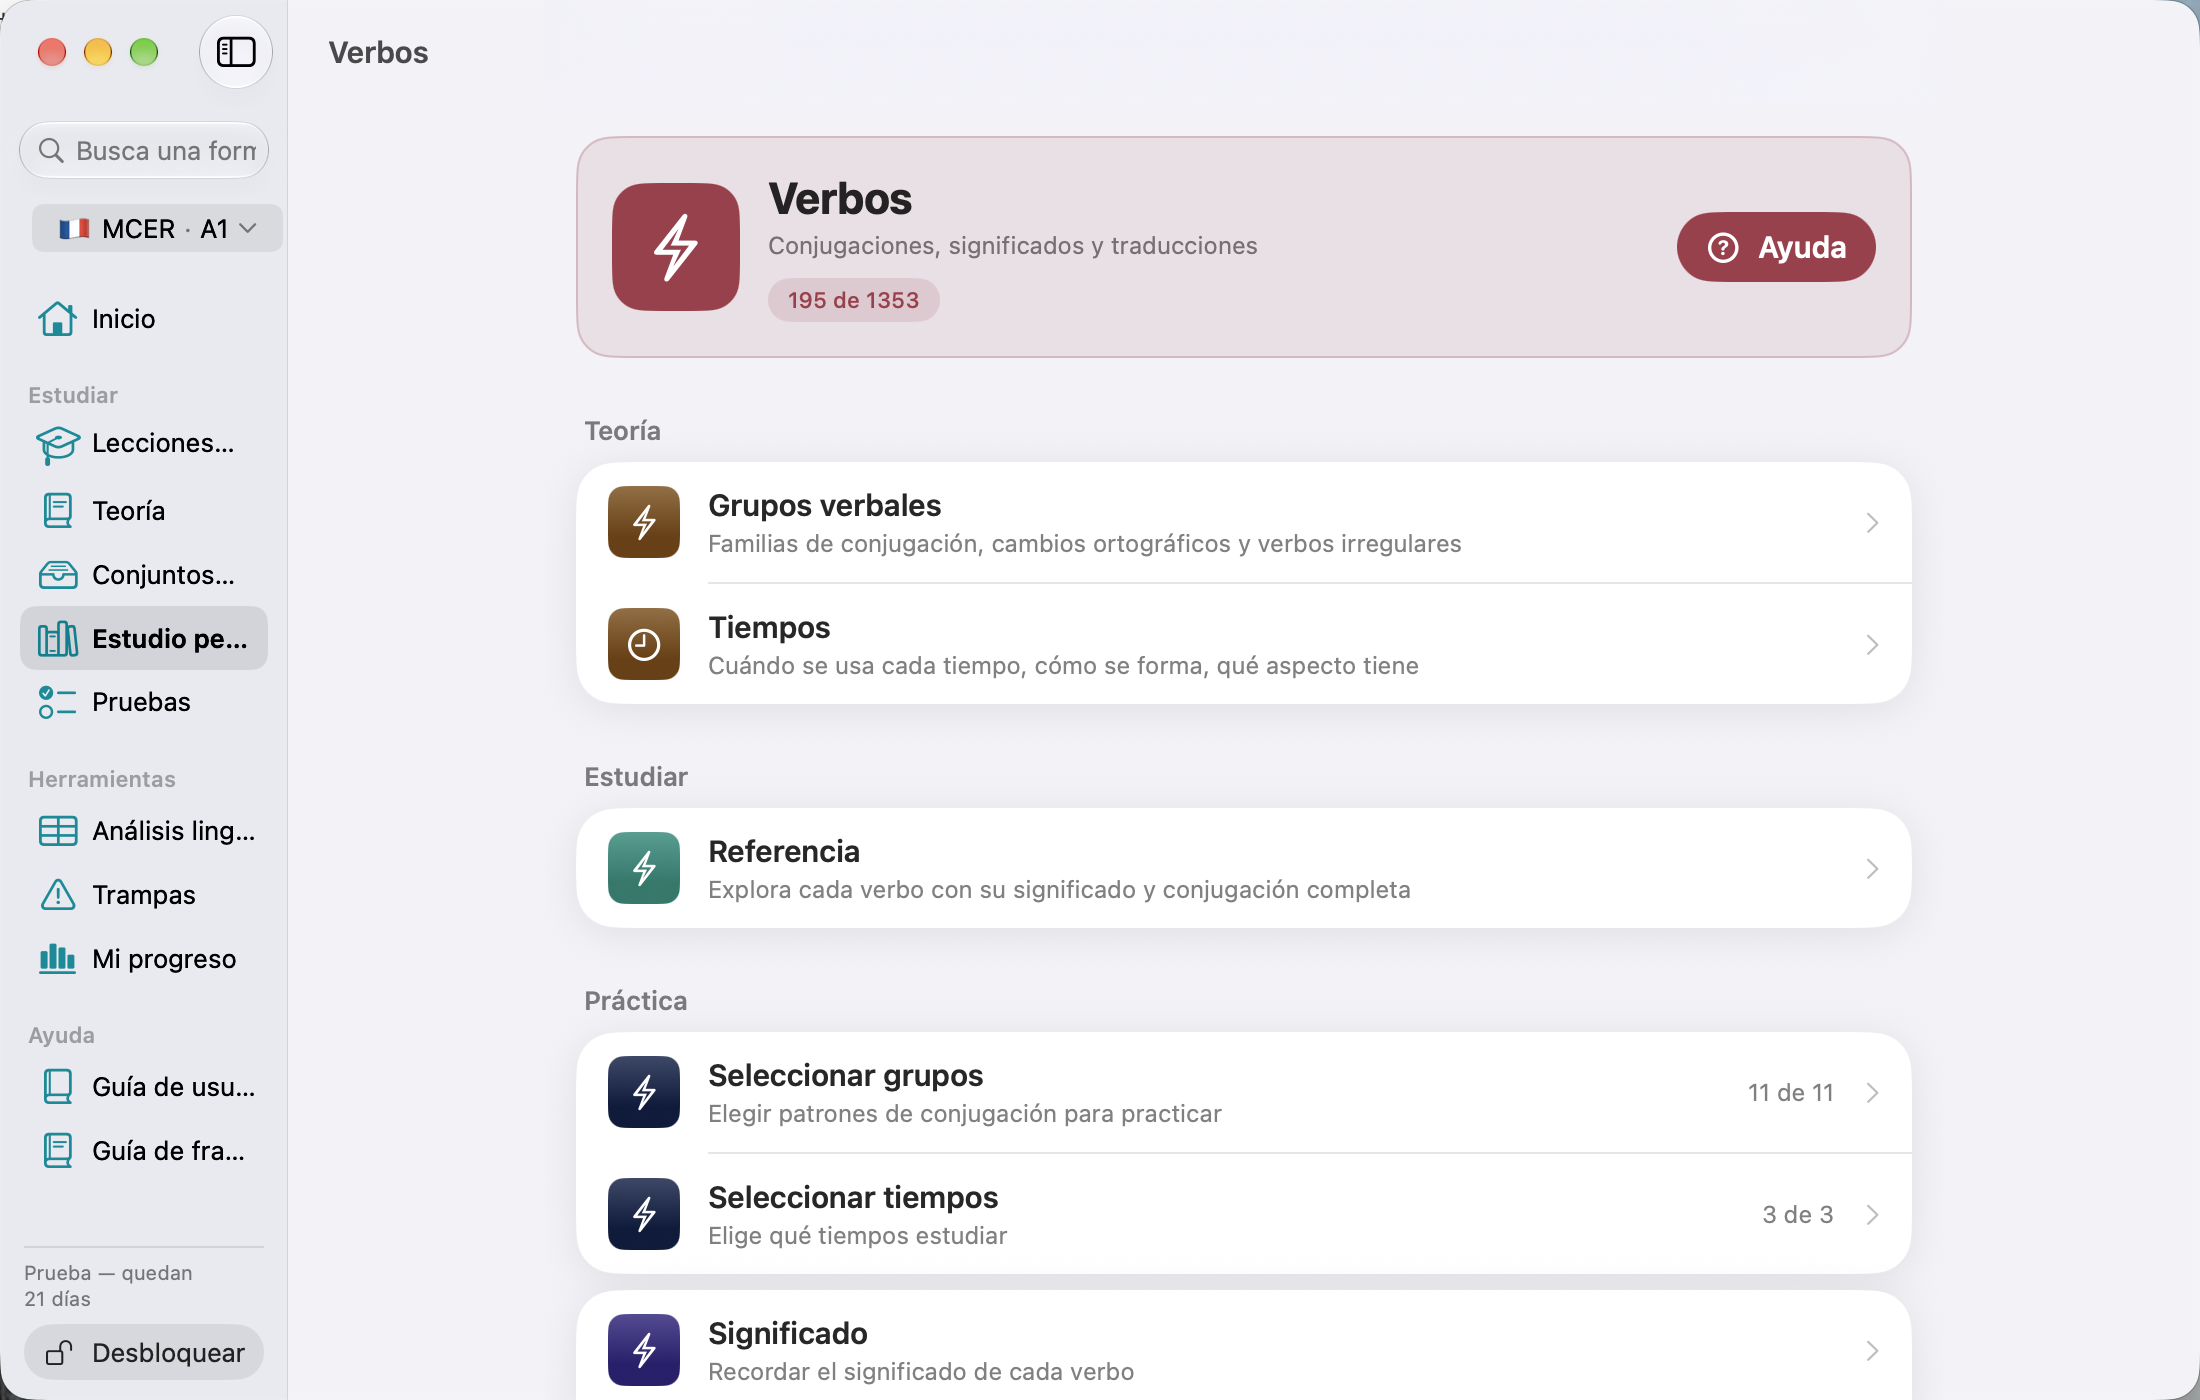 Verbos
Busca una form
MCER · A1
Inicio
Estudiar
Lecciones...
Teoría
Conjuntos...
Estudio pe...
Pruebas
Herramientas
Análisis ling...
Trampas
Mi progreso
Ayuda
Guía de usu...
Guía de fra...
Prueba — quedan
21 días
Desbloquear
Verbos
Conjugaciones, significados y traducciones
195 de 1353
Ayuda
Teoría
Grupos verbales
Familias de conjugación, cambios ortográficos y verbos irregulares
Tiempos
Cuándo se usa cada tiempo, cómo se forma, qué aspecto tiene
Estudiar
Referencia
Explora cada verbo con su significado y conjugación completa
Práctica
Seleccionar grupos
Elegir patrones de conjugación para practicar
11 de 11
Seleccionar tiempos
Elige qué tiempos estudiar
3 de 3
Significado
Recordar el significado de cada verbo